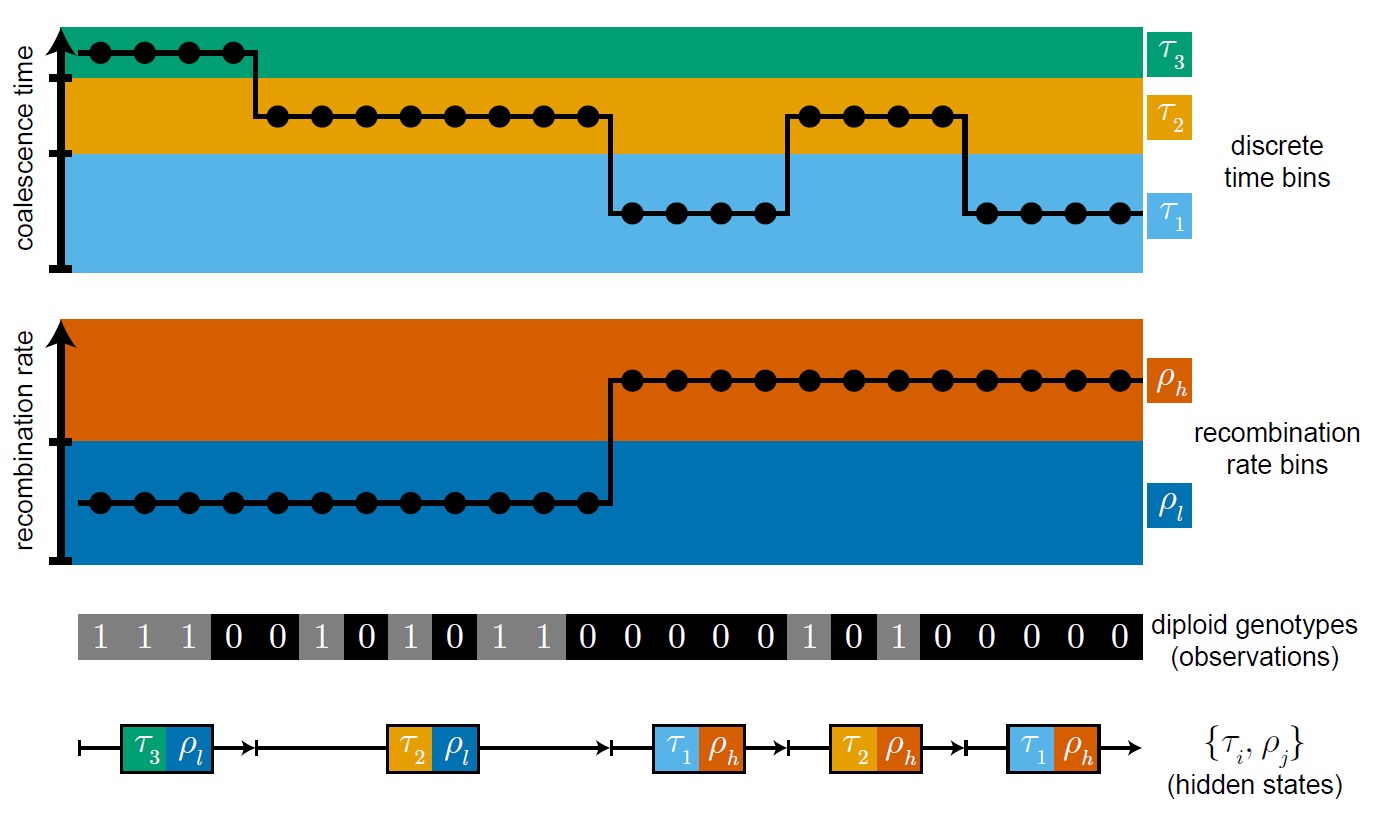 coalescence time
τ₃
τ₂
τ₁
discrete
time bins
recombination rate
ρₕ
ρₗ
recombination
rate bins
1 1 1 0 0 1 0 1 0 1 1 0 0 0 0 0 1 0 1 0 0 0 0 0
diploid genotypes
(observations)
τ₃ ρₗ τ₂ ρₗ τ₁ ρₕ τ₂ ρₕ τ₁ ρₕ
{τᵢ, ρⱼ}
(hidden states)